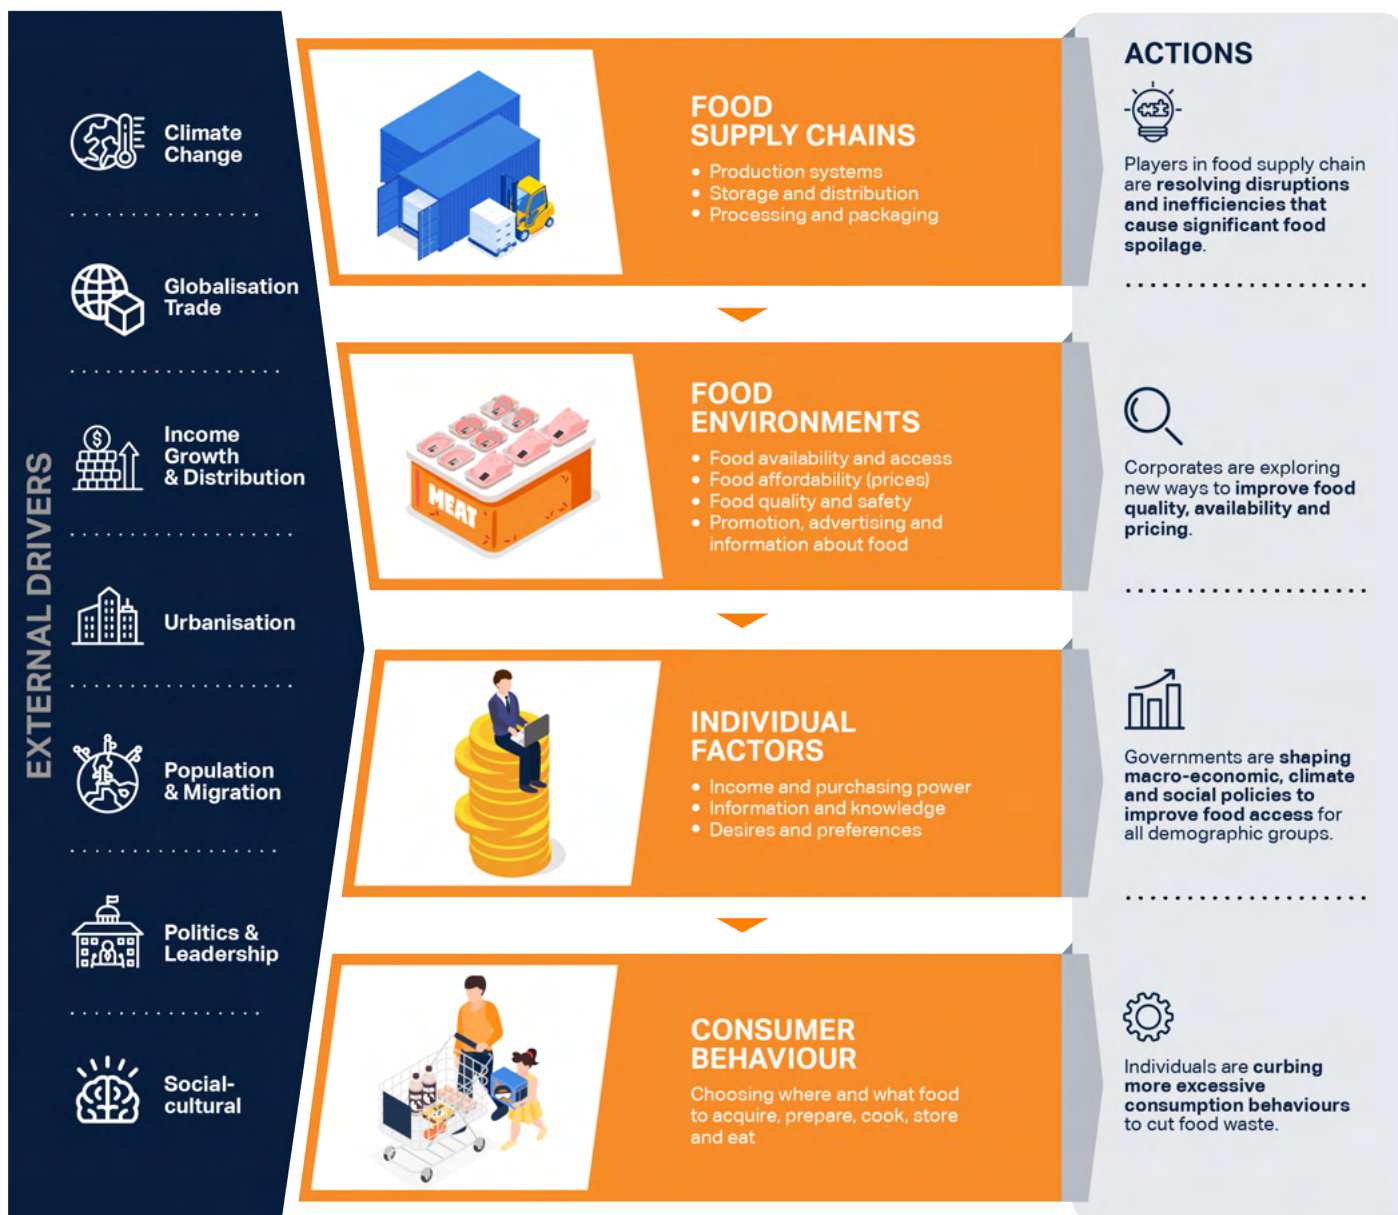 EXTERNAL DRIVERS
Climate
Change
Globalisation
Trade
Income
Growth
& Distribution
Urbanisation
Population
& Migration
Politics &
Leadership
Social-
cultural
FOOD
SUPPLY CHAINS
• Production systems
• Storage and distribution
• Processing and packaging
MEAT
FOOD
ENVIRONMENTS
• Food availability and access
• Food affordability (prices)
• Food quality and safety
• Promotion, advertising and
information about food
INDIVIDUAL
FACTORS
• Income and purchasing power
• Information and knowledge
• Desires and preferences
CONSUMER
BEHAVIOUR
Choosing where and what food
to acquire, prepare, cook, store
and eat
ACTIONS
Players in food supply chain
are resolving disruptions
and inefficiencies that
cause significant food
spoilage.
Corporates are exploring
new ways to improve food
quality, availability and
pricing.
Governments are shaping
macro-economic, climate
and social policies to
improve food access for
all demographic groups.
Individuals are curbing
more excessive
consumption behaviours
to cut food waste.